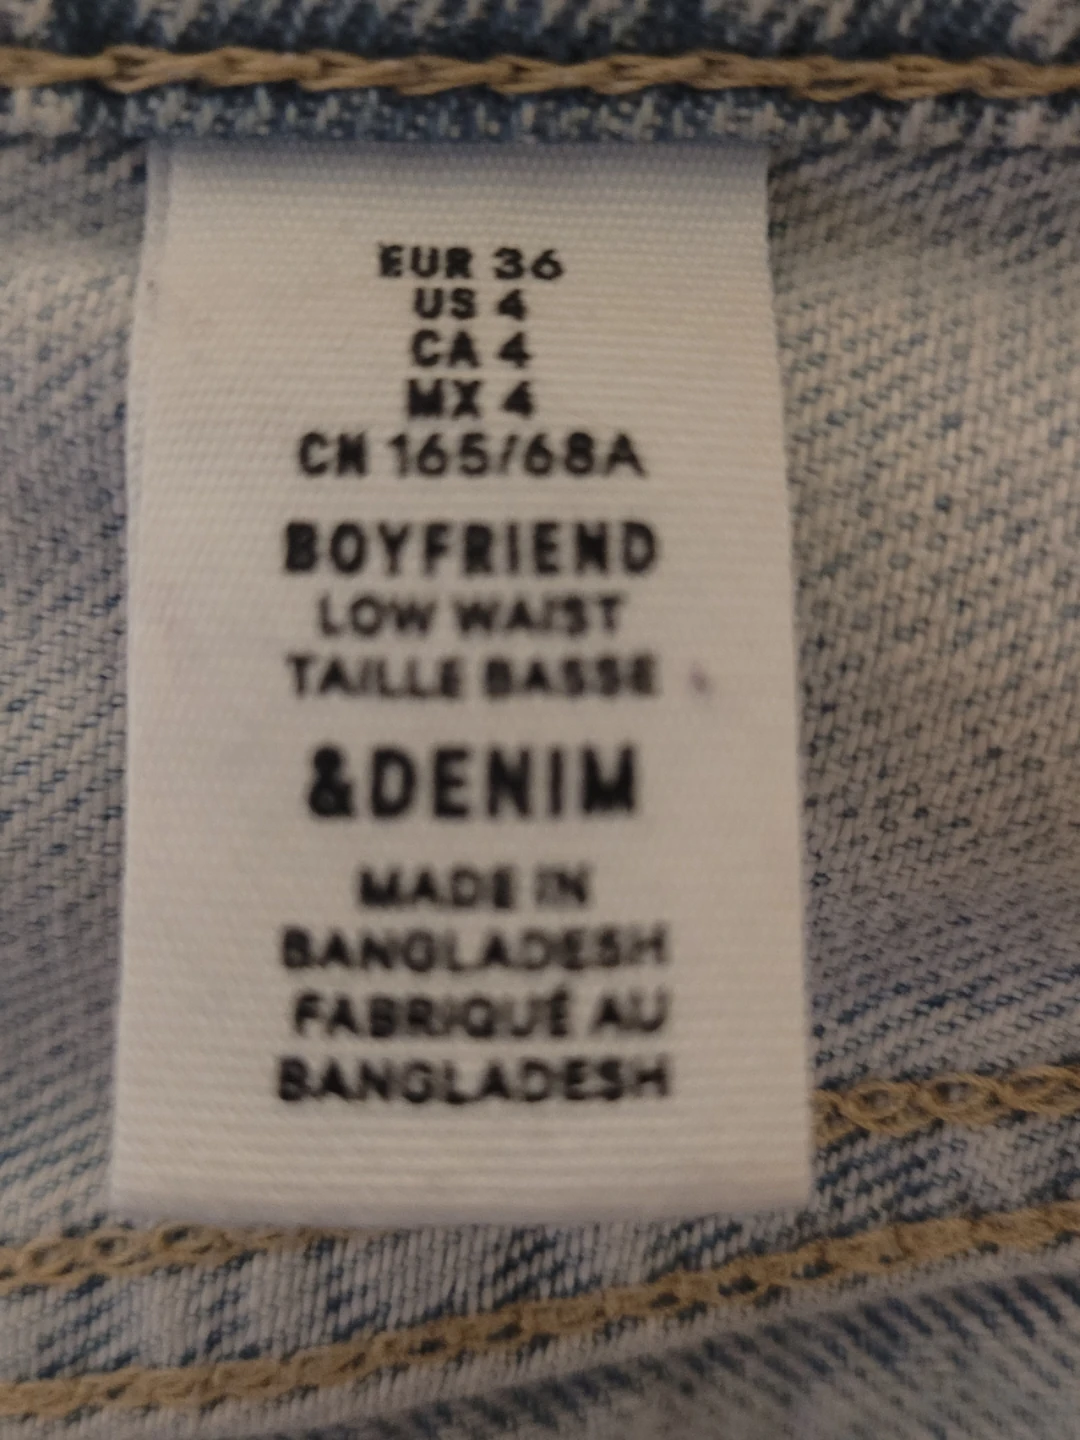 EUR 36
US 4
CA 4
MX 4
CN 165/68A
BOYFRIEND
LOW WAIST
TAILLE BASSE
&DENIM
MADE IN
BANGLADESH
FABRIQUÉ AU
BANGLADESH